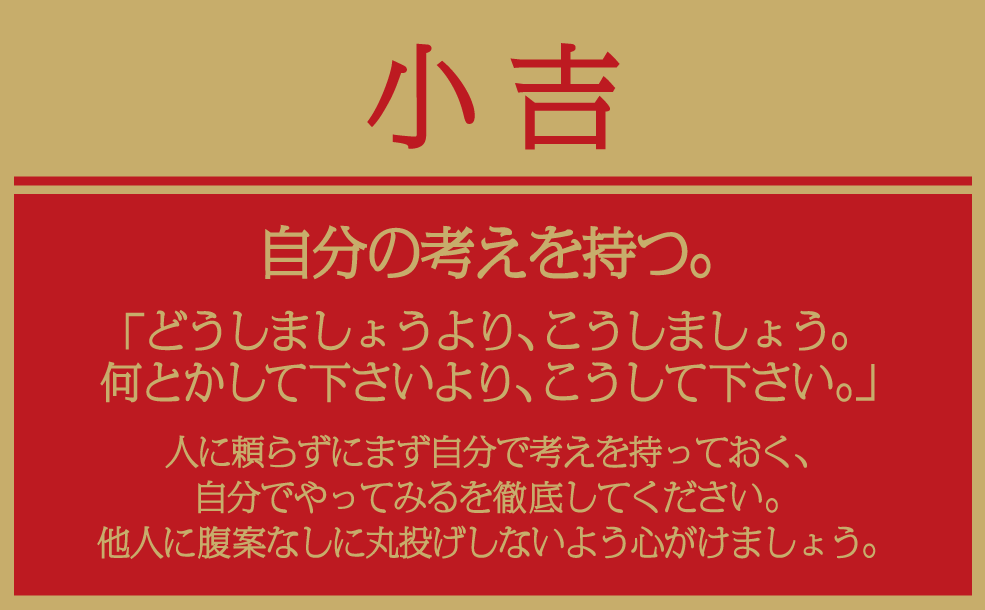 小吉
自分の考えを持つ。
「どうしましょうより、こうしましょう。
何とかして下さいより、こうして下さい。」
人に頼らずにまず自分で考えを持っておく、
自分でやってみるを徹底してください。
他人に腹案なしに丸投げしないよう心がけましょう。